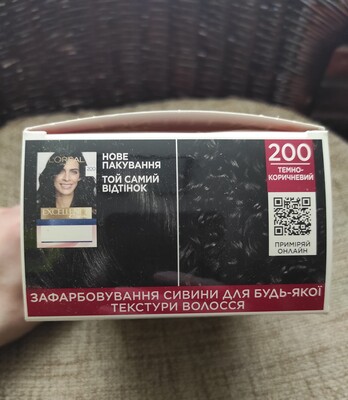 L'ORÉAL
200
EXCELLENCE
НОВЕ
ПАКУВАННЯ
ТОЙ САМИЙ
ВІДТІНОК
200
ТЕМНО-
КОРИЧНЕВИЙ
ПРИМІРЯЙ
ОНЛАЙН
ЗАФАРБОВУВАННЯ СИВИНИ ДЛЯ БУДЬ-ЯКОЇ
ТЕКСТУРИ ВОЛОССЯ